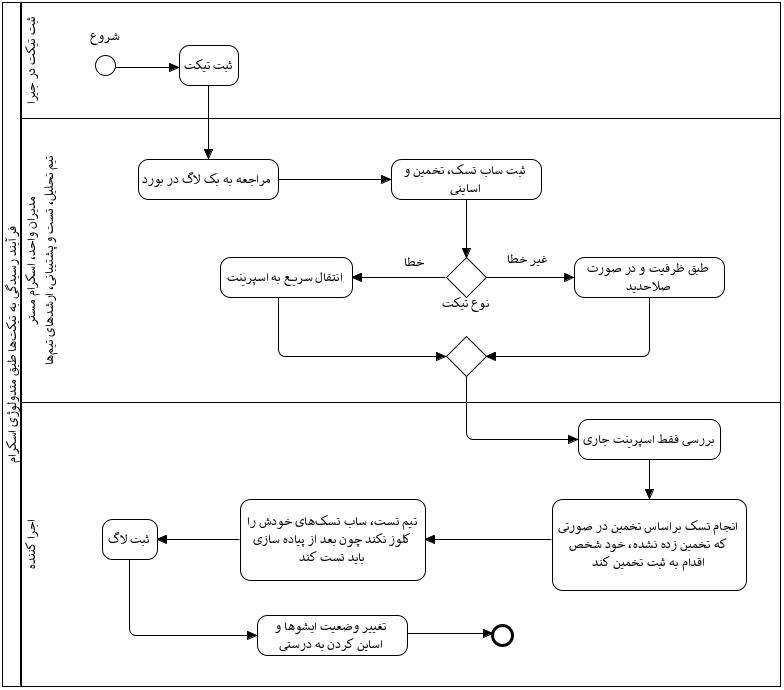 فرآیند رسیدگی به تیکت‌ها طبق متدولوژی اسکرام
ثبت تیکت در جیرا
شروع
ثبت تیکت
تیم تحلیل، تست و پشتیبانی، ارشدهای تیم‌ها
مدیران واحد، اسکرام مستر
مراجعه به بک لاگ در بورد
ثبت ساب تسک، تخمین و
اساینی
غیر خطا
خطا
نوع تیکت
طبق ظرفیت و در صورت
صلاحدید
انتقال سریع به اسپرینت
اجرا کننده
بررسی فقط اسپرینت جاری
انجام تسک براساس تخمین در صورتی
که تخمین زده نشده، خود شخص
اقدام به ثبت تخمین کند
تیم تست، ساب تسک‌های خودش را
کلوز نکند چون بعد از پیاده سازی
باید تست کند
ثبت لاگ
تغییر وضعیت ایشوها و
اساین کردن به درستی